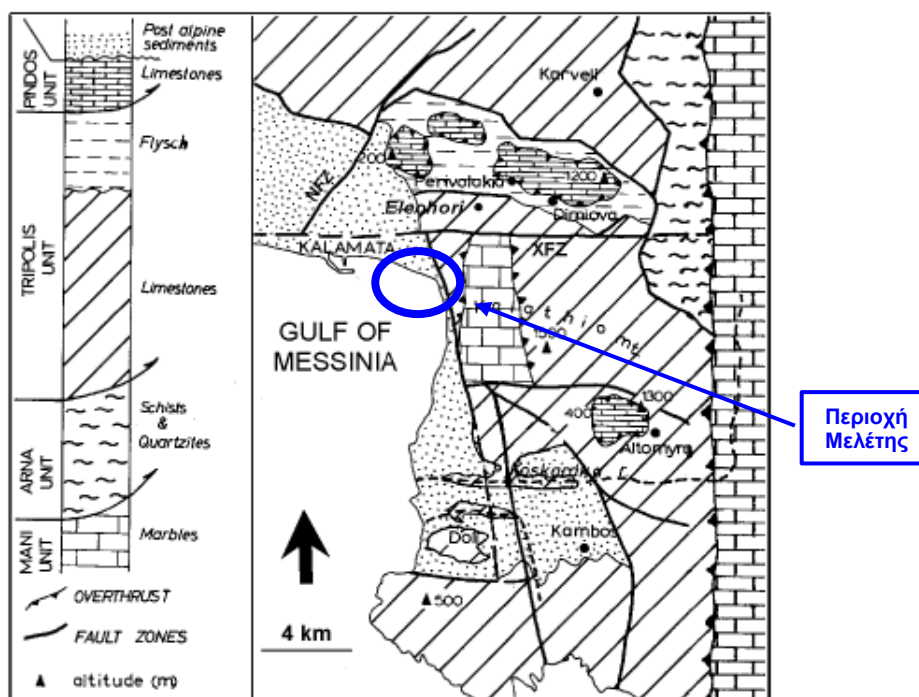 Post alpine
sediments
PINDOS
UNIT
Limestones
Flysch
TRIPOLIS
UNIT
Limestones
Schists
&
Quartzites
ARNA
UNIT
MANI
UNIT
Marbles
OVERTHRUST
FAULT ZONES
altitude (m)
Karveli
1200
Perivolakia
NFZ
Elephori
Dimiova
KALAMATA
XFZ
GULF OF
MESSINIA
mt.
1300
400
Altomyra
Kambos
Doli
500
4 km
Περιοχή
Μελέτης